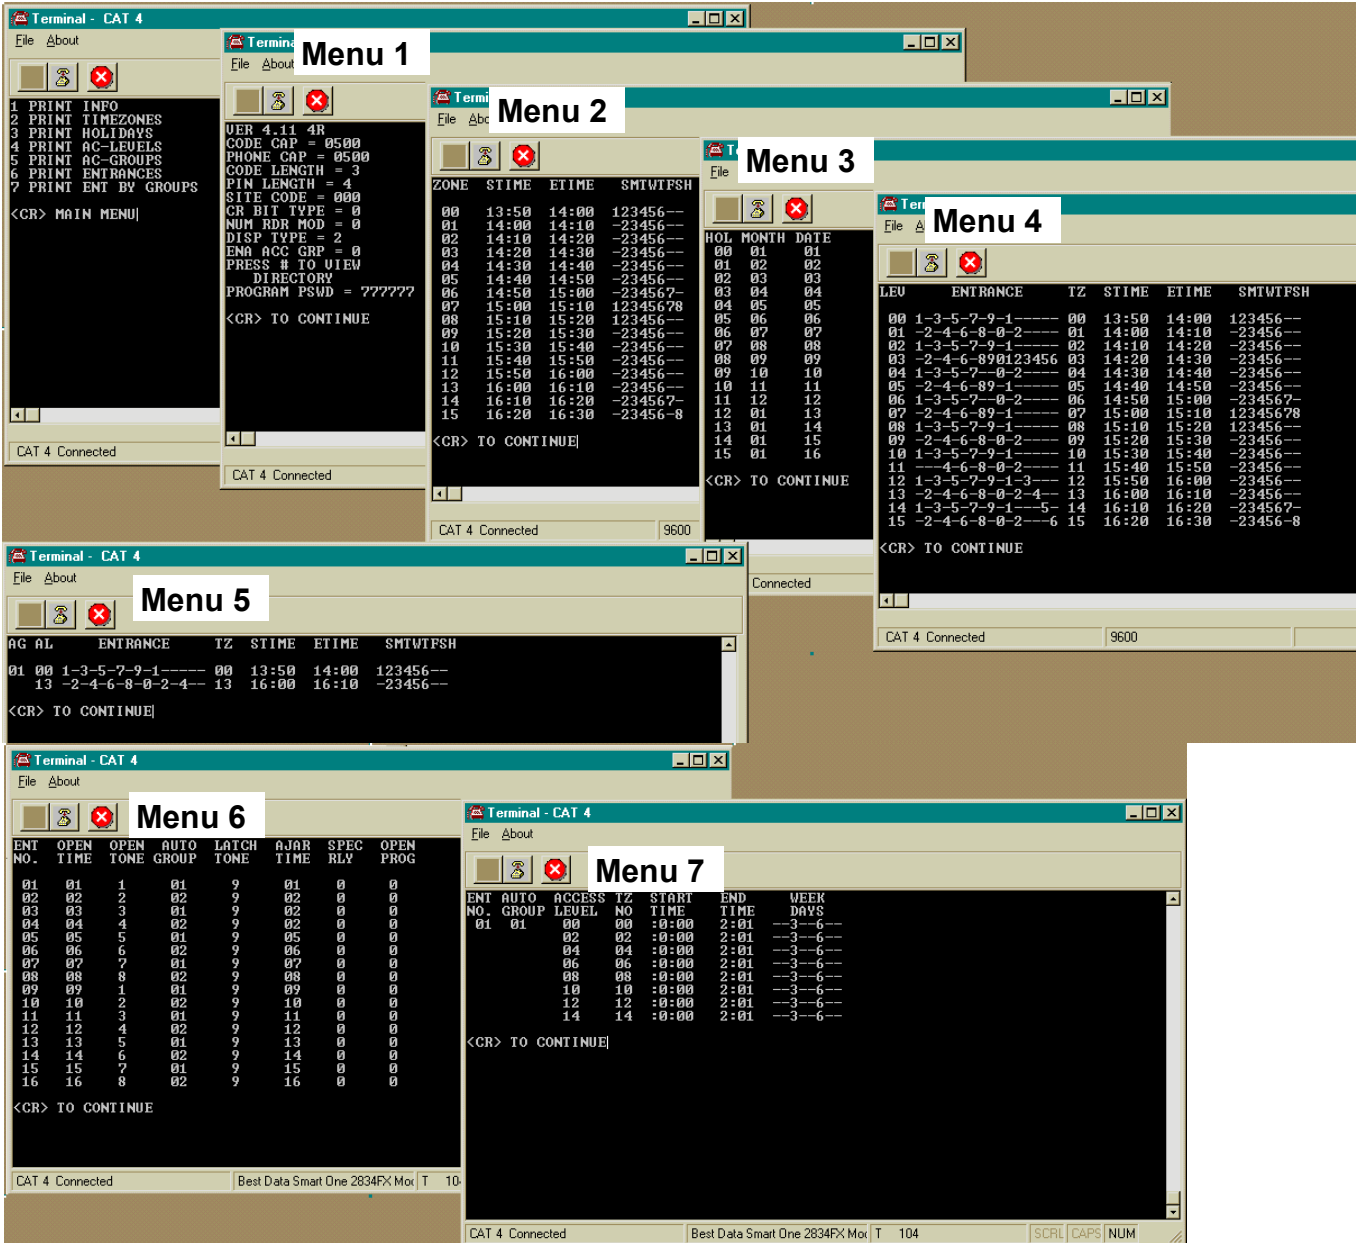 Terminal - CAT 4
File About
1 PRINT INFO
2 PRINT TIMEZONES
3 PRINT HOLIDAYS
4 PRINT AC-LEVELS
5 PRINT AC-GROUPS
6 PRINT ENTRANCES
7 PRINT ENT BY GROUPS
<CR> MAIN MENU
CAT 4 Connected
Menu 1
File About
VER 4.11 4R
CODE CAP = 0500
PHONE CAP = 0500
CODE LENGTH = 3
PIN LENGTH = 4
SITE CODE = 000
CR BIT TYPE = 0
NUM RDR MOD = 0
DISP TYPE = 2
ENA ACC GRP = 0
PRESS # TO VIEW
DIRECTORY
PROGRAM PSWD = 777777
<CR> TO CONTINUE
CAT 4 Connected
Menu 2
File
ZONE STIME ETIME SMTWTFSH
00 13:50 14:00 123456--
01 14:00 14:10 -23456--
02 14:10 14:20 -23456--
03 14:20 14:30 -23456--
04 14:30 14:40 -23456--
05 14:40 14:50 -23456--
06 14:50 15:00 -234567-
07 15:00 15:10 12345678
08 15:10 15:20 123456--
09 15:20 15:30 -23456--
10 15:30 15:40 -23456--
11 15:40 15:50 -23456--
12 15:50 16:00 -23456--
13 16:00 16:10 -23456--
14 16:10 16:20 -234567-
15 16:20 16:30 -23456-8
<CR> TO CONTINUE
CAT 4 Connected 9600
Menu 3
File
HOL MONTH DATE
00 01 01
01 02 02
02 03 03
03 04 04
04 05 05
05 06 06
06 07 07
07 08 08
08 09 09
09 10 10
10 11 11
11 12 12
12 01 13
13 01 14
14 01 15
15 01 16
<CR> TO CONTINUE
Connected
Menu 4
File
LEV ENTRANCE TZ STIME ETIME SMTWTFSH
00 1-3-5-7-9-1----- 00 13:50 14:00 123456--
01 -2-4-6-8-0-2---- 01 14:00 14:10 -23456--
02 1-3-5-7-9-1----- 02 14:10 14:20 -23456--
03 -2-4-6-890123456 03 14:20 14:30 -23456--
04 1-3-5-7--0-2---- 04 14:30 14:40 -23456--
05 -2-4-6-89-1----- 05 14:40 14:50 -23456--
06 1-3-5-7--0-2---- 06 14:50 15:00 -234567-
07 -2-4-6-89-1----- 07 15:00 15:10 12345678
08 1-3-5-7-9-1----- 08 15:10 15:20 123456--
09 -2-4-6-8-0-2---- 09 15:20 15:30 -23456--
10 1-3-5-7-9-1----- 10 15:30 15:40 -23456--
11 ---4-6-8-0-2---- 11 15:40 15:50 -23456--
12 1-3-5-7-9-1-3--- 12 15:50 16:00 -23456--
13 -2-4-6-8-0-2-4-- 13 16:00 16:10 -23456--
14 1-3-5-7-9-1---5- 14 16:10 16:20 -234567-
15 -2-4-6-8-0-2---6 15 16:20 16:30 -23456-8
<CR> TO CONTINUE
CAT 4 Connected 9600
Terminal - CAT 4
File About
Menu 5
AG AL ENTRANCE TZ STIME ETIME SMTWTFSH
01 00 1-3-5-7-9-1----- 00 13:50 14:00 123456--
13 -2-4-6-8-0-2-4-- 13 16:00 16:10 -23456--
<CR> TO CONTINUE
Terminal - CAT 4
File About
Menu 6
ENT OPEN OPEN AUTO LATCH AJAR SPEC OPEN
NO. TIME TONE GROUP TONE TIME RLY PROG
01 01 1 01 9 01 0 0
02 02 2 02 9 02 0 0
03 03 3 01 9 02 0 0
04 04 4 02 9 02 0 0
05 05 5 01 9 05 0 0
06 06 6 02 9 06 0 0
07 07 7 01 9 07 0 0
08 08 8 02 9 08 0 0
09 09 1 01 9 09 0 0
10 10 2 02 9 10 0 0
11 11 3 01 9 11 0 0
12 12 4 02 9 12 0 0
13 13 5 01 9 13 0 0
14 14 6 02 9 14 0 0
15 15 7 01 9 15 0 0
16 16 8 02 9 16 0 0
<CR> TO CONTINUE
CAT 4 Connected Best Data Smart One 2834FX Moc T 10
Terminal - CAT 4
File About
Menu 7
ENT AUTO ACCESS TZ START END WEEK
NO. GROUP LEVEL NO TIME TIME DAYS
01 01 00 00 :0:00 2:01 --3--6--
02 02 :0:00 2:01 --3--6--
04 04 :0:00 2:01 --3--6--
06 06 :0:00 2:01 --3--6--
08 08 :0:00 2:01 --3--6--
10 10 :0:00 2:01 --3--6--
12 12 :0:00 2:01 --3--6--
14 14 :0:00 2:01 --3--6--
<CR> TO CONTINUE
CAT 4 Connected Best Data Smart One 2834FX Moc T 104 SCRL CAPS NUM